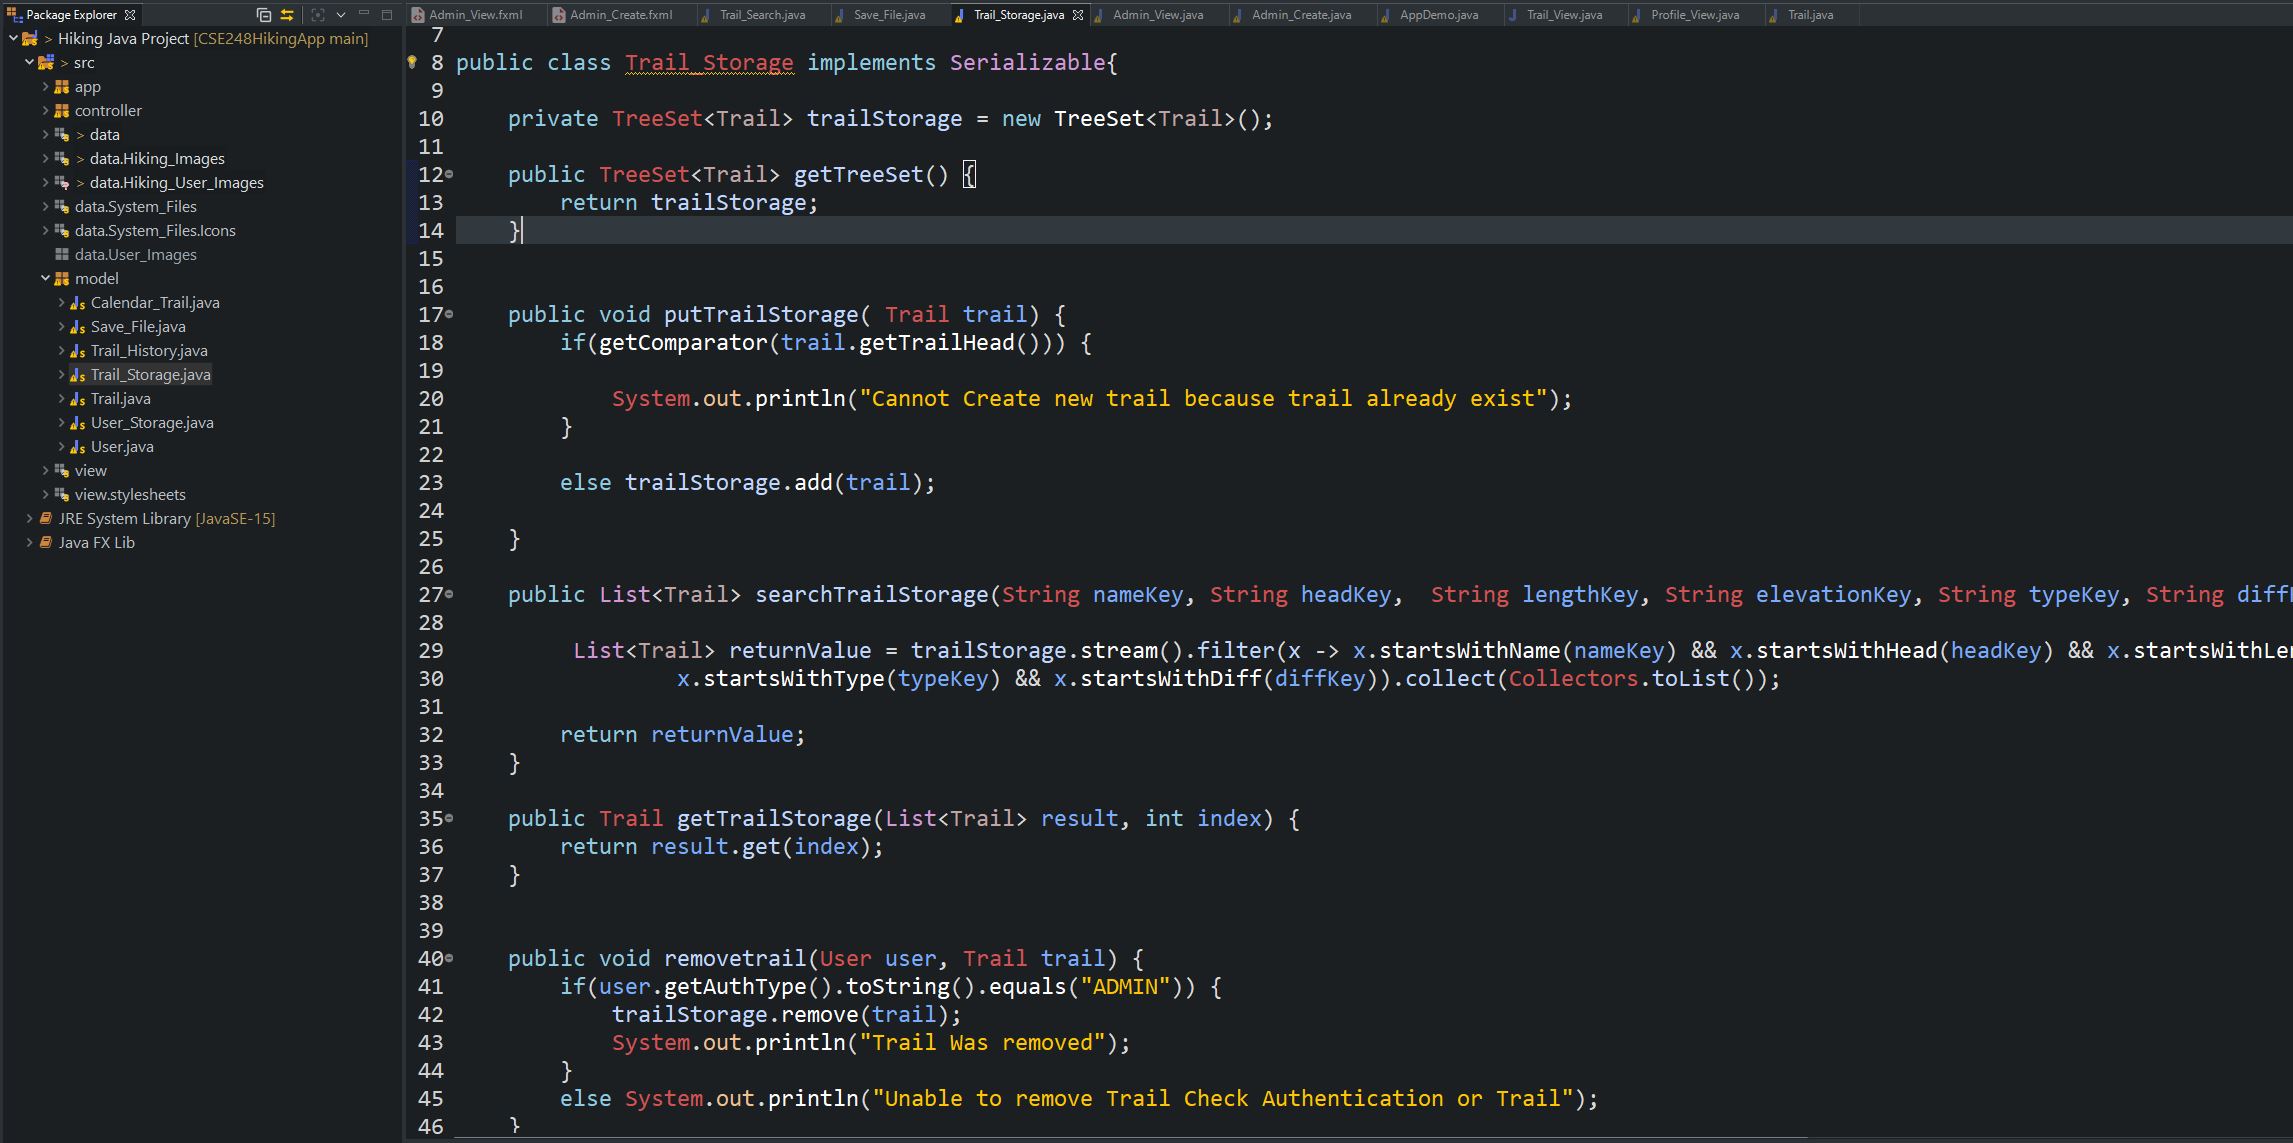 Package Explorer
> Hiking Java Project [CSE248HikingApp main]
> src
app
controller
> data
> data.Hiking_Images
> data.Hiking_User_Images
data.System_Files
data.System_Files.Icons
data.User_Images
model
Calendar_Trail.java
Save_File.java
Trail_History.java
Trail_Storage.java
Trail.java
User_Storage.java
User.java
view
view.stylesheets
JRE System Library [JavaSE-15]
Java FX Lib
Admin_View.fxml Admin_Create.fxml Trail_Search.java Save_File.java Trail_Storage.java Admin_View.java Admin_Create.java AppDemo.java Trail_View.java Profile_View.java Trail.java
7
8 public class Trail_Storage implements Serializable{
9
10 private TreeSet<Trail> trailStorage = new TreeSet<Trail>();
11
12 public TreeSet<Trail> getTreeSet() {
13 return trailStorage;
14 }
15
16
17 public void putTrailStorage( Trail trail) {
18 if(getComparator(trail.getTrailHead())) {
19
20 System.out.println("Cannot Create new trail because trail already exist");
21 }
22
23 else trailStorage.add(trail);
24
25 }
26
27 public List<Trail> searchTrailStorage(String nameKey, String headKey, String lengthKey, String elevationKey, String typeKey, String diff
28
29 List<Trail> returnValue = trailStorage.stream().filter(x -> x.startsWithName(nameKey) && x.startsWithHead(headKey) && x.startsWithLe
30 x.startsWithType(typeKey) && x.startsWithDiff(diffKey)).collect(Collectors.toList());
31
32 return returnValue;
33 }
34
35 public Trail getTrailStorage(List<Trail> result, int index) {
36 return result.get(index);
37 }
38
39
40 public void removetrail(User user, Trail trail) {
41 if(user.getAuthType().toString().equals("ADMIN")) {
42 trailStorage.remove(trail);
43 System.out.println("Trail Was removed");
44 }
45 else System.out.println("Unable to remove Trail Check Authentication or Trail");
46 }